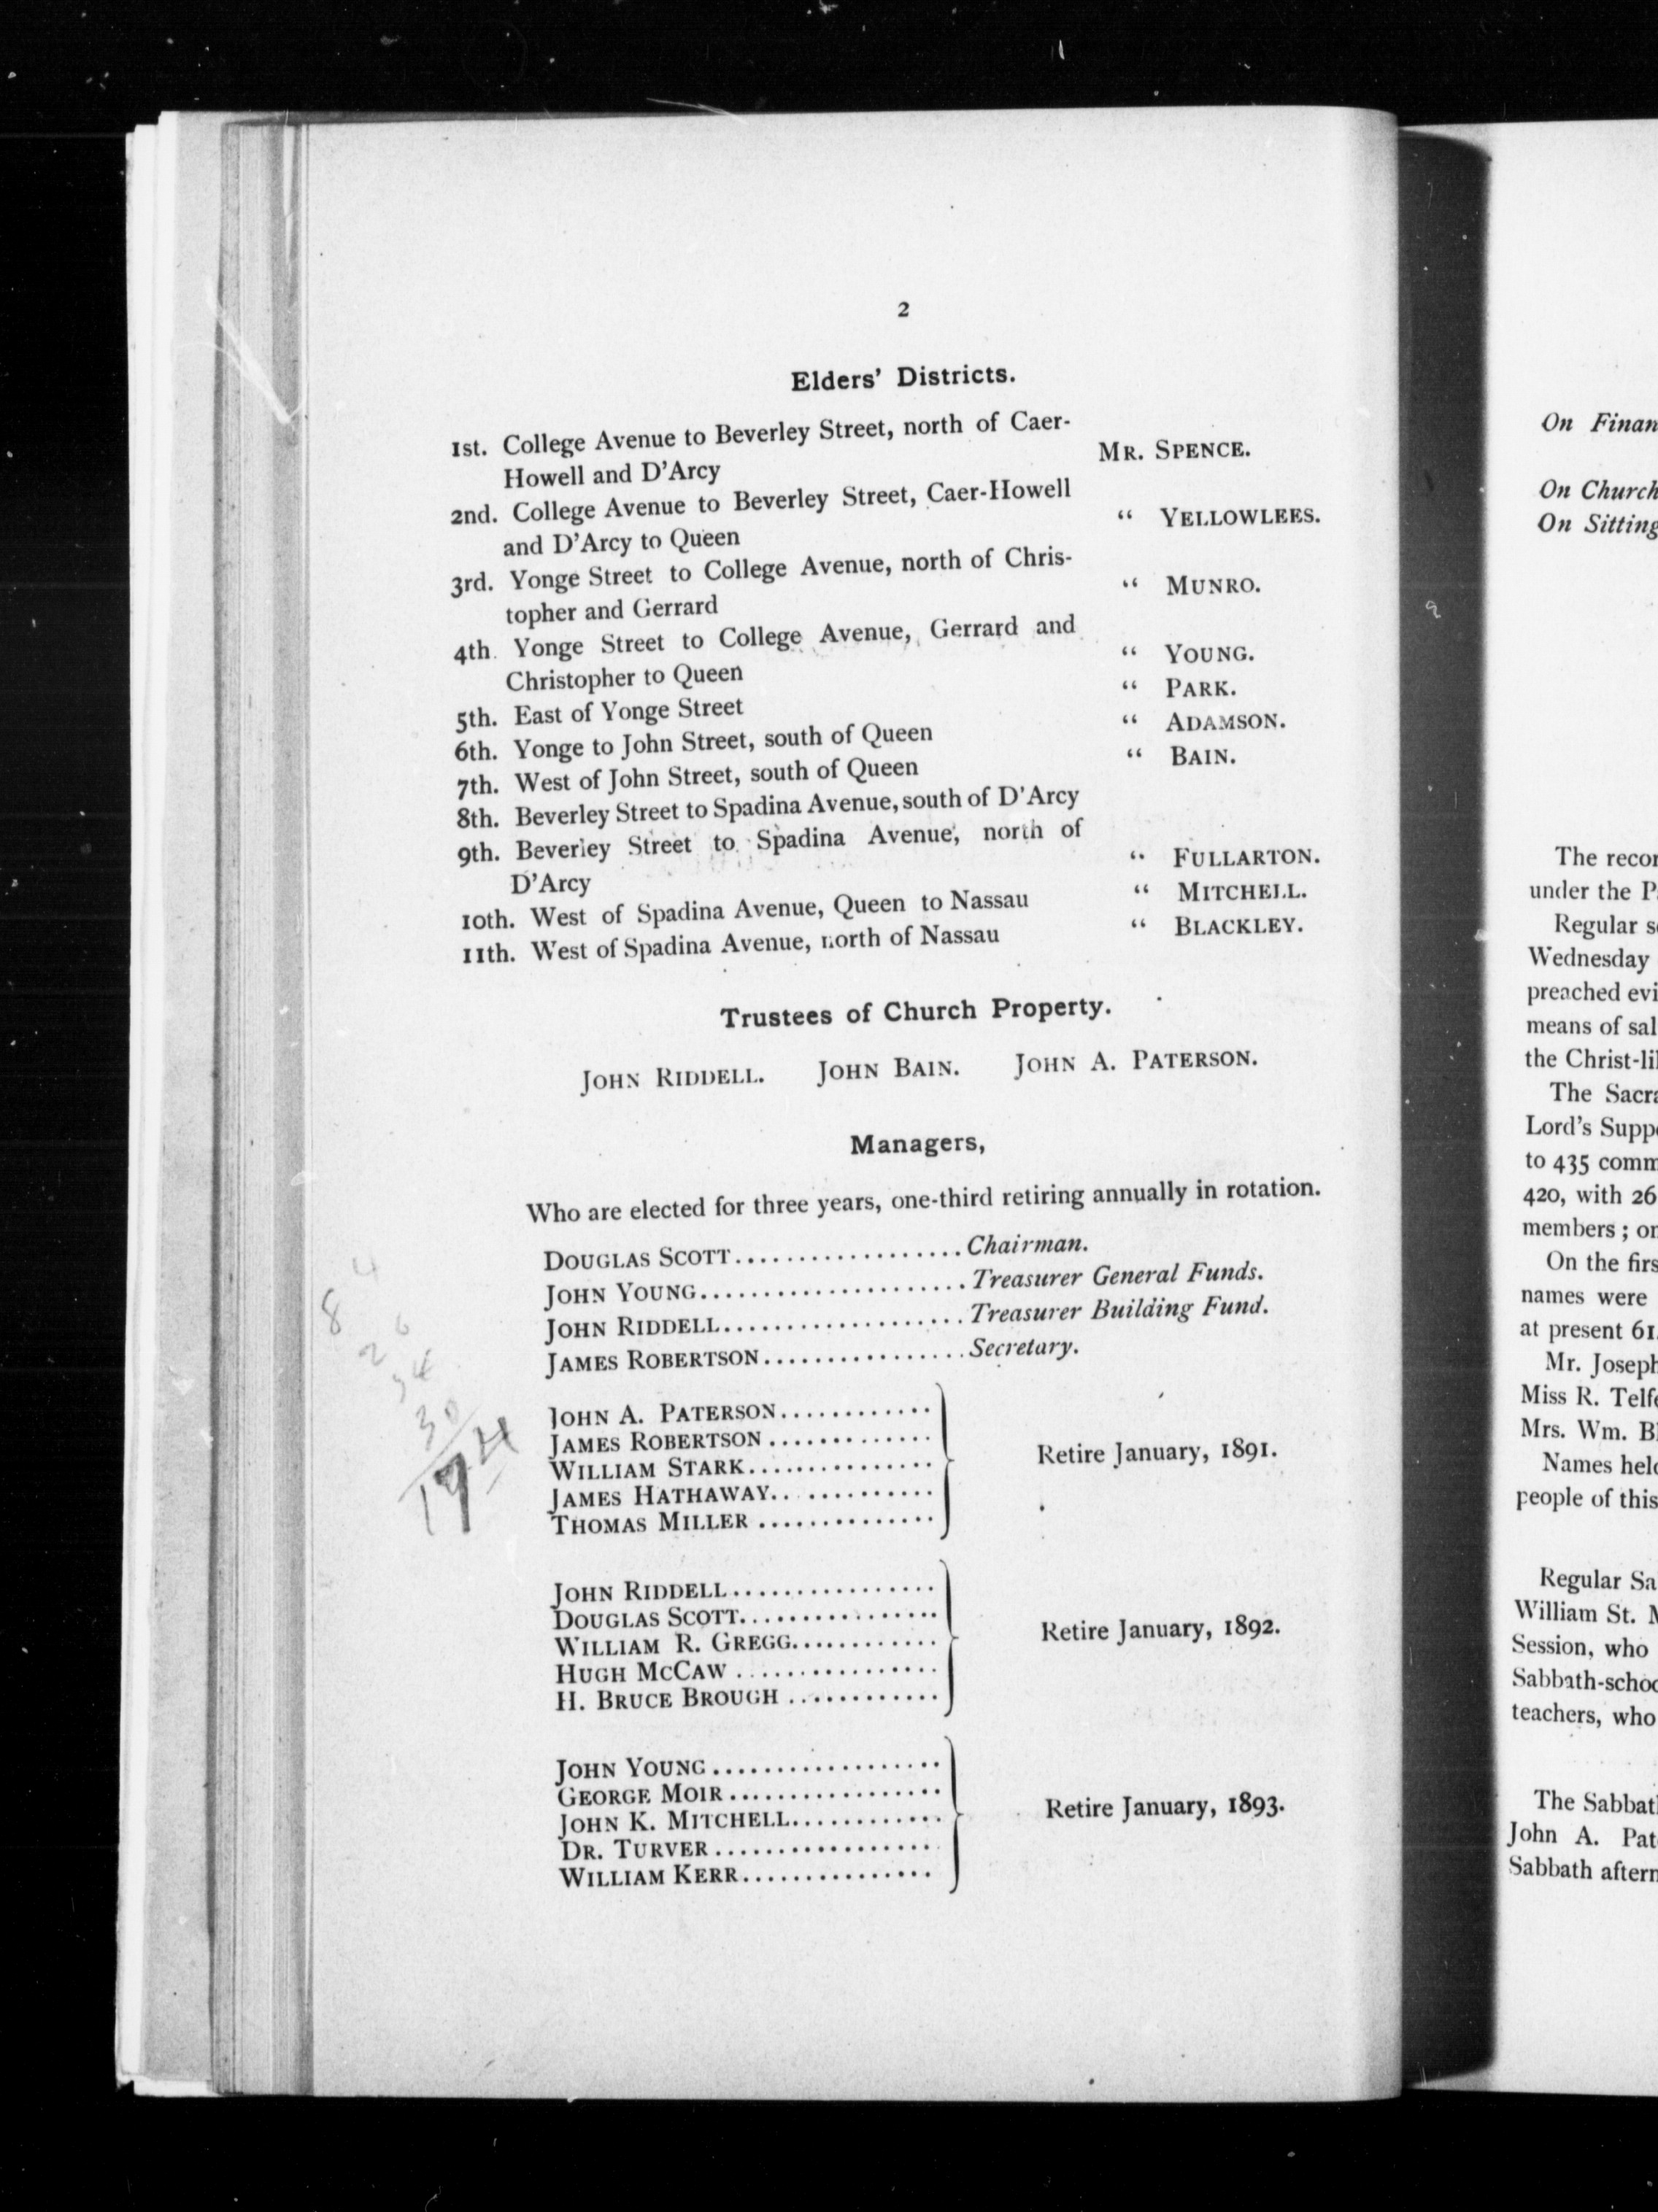 2
Elders' Districts.
1st. College Avenue to Beverley Street, north of Caer-
Howell and D'Arcy MR. SPENCE.
2nd. College Avenue to Beverley Street, Caer-Howell
and D'Arcy to Queen " YELLOWLEES.
3rd. Yonge Street to College Avenue, north of Chris-
topher and Gerrard " MUNRO.
4th. Yonge Street to College Avenue, Gerrard and
Christopher to Queen " YOUNG.
5th. East of Yonge Street " PARK.
6th. Yonge to John Street, south of Queen " ADAMSON.
7th. West of John Street, south of Queen " BAIN.
8th. Beverley Street to Spadina Avenue, south of D'Arcy
9th. Beverley Street to Spadina Avenue, north of
D'Arcy " FULLARTON.
10th. West of Spadina Avenue, Queen to Nassau " MITCHELL.
11th. West of Spadina Avenue, north of Nassau " BLACKLEY.
Trustees of Church Property.
JOHN RIDDELL. JOHN BAIN. JOHN A. PATERSON.
Managers,
Who are elected for three years, one-third retiring annually in rotation.
DOUGLAS SCOTT.................. Chairman.
JOHN YOUNG..................... Treasurer General Funds.
JOHN RIDDELL................... Treasurer Building Fund.
JAMES ROBERTSON................ Secretary.
JOHN A. PATERSON............
JAMES ROBERTSON.............
WILLIAM STARK...............
JAMES HATHAWAY.............
THOMAS MILLER ..............
Retire January, 1891.
JOHN RIDDELL................
DOUGLAS SCOTT................
WILLIAM R. GREGG............
HUGH MCCAW ................
H. BRUCE BROUGH ............
Retire January, 1892.
JOHN YOUNG..................
GEORGE MOIR.................
JOHN K. MITCHELL............
DR. TURVER..................
WILLIAM KERR...............
Retire January, 1893.
8 4
26
34
30
174
On Finan
On Church
On Sitting
The recor
under the P
Regular s
Wednesday
preached evi
means of sal
the Christ-li
The Sacra
Lord's Supp
to 435 comm
420, with 26
members; or
On the firs
names were
at present 61
Mr. Joseph
Miss R. Telf
Mrs. Wm. B
Names held
people of this
Regular Sa
William St. M
Session, who
Sabbath-schoo
teachers, who
The Sabbat
John A. Pat
Sabbath aftern